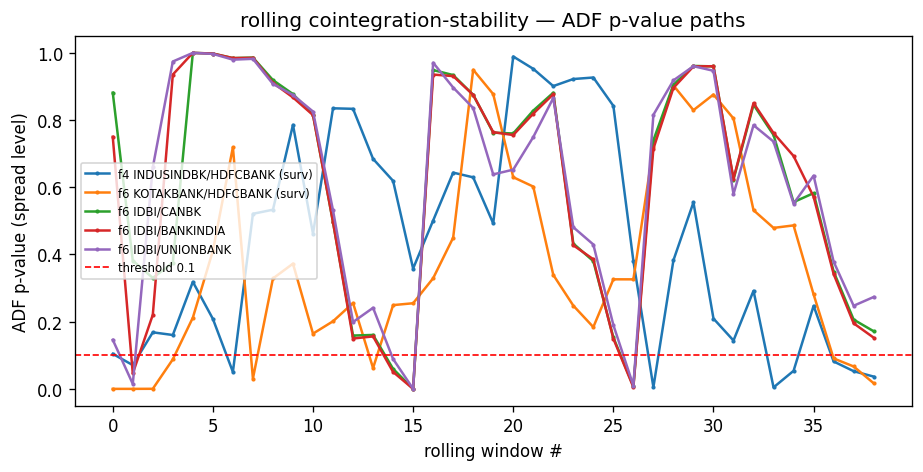 rolling cointegration-stability — ADF p-value paths
ADF p-value (spread level)
1.0
0.8
0.6
0.4
0.2
0.0
f4 INDUSINDBK/HDFCBANK (surv)
f6 KOTAKBANK/HDFCBANK (surv)
f6 IDBI/CANBK
f6 IDBI/BANKINDIA
f6 IDBI/UNIONBANK
threshold 0.1
0 5 10 15 20 25 30 35
rolling window #